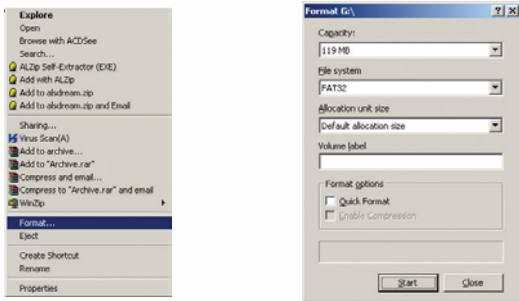 Explore
Open
Browse with ACDSee
Search...
ALZip Self-Extractor (EXE)
Add with ALZip
Add to alsdream.zip
Add to alsdream.zip and Email
Sharing...
Virus Scan(A)
Add to archive...
Add to "Archive.rar"
Compress and email...
Compress to "Archive.rar" and email
WinZip
Format...
Eject
Create Shortcut
Rename
Properties
Format G:\
Capacity:
119 MB
File system
FAT32
Allocation unit size
Default allocation size
Volume label
Format options
Quick Format
Enable Compression
Start Close